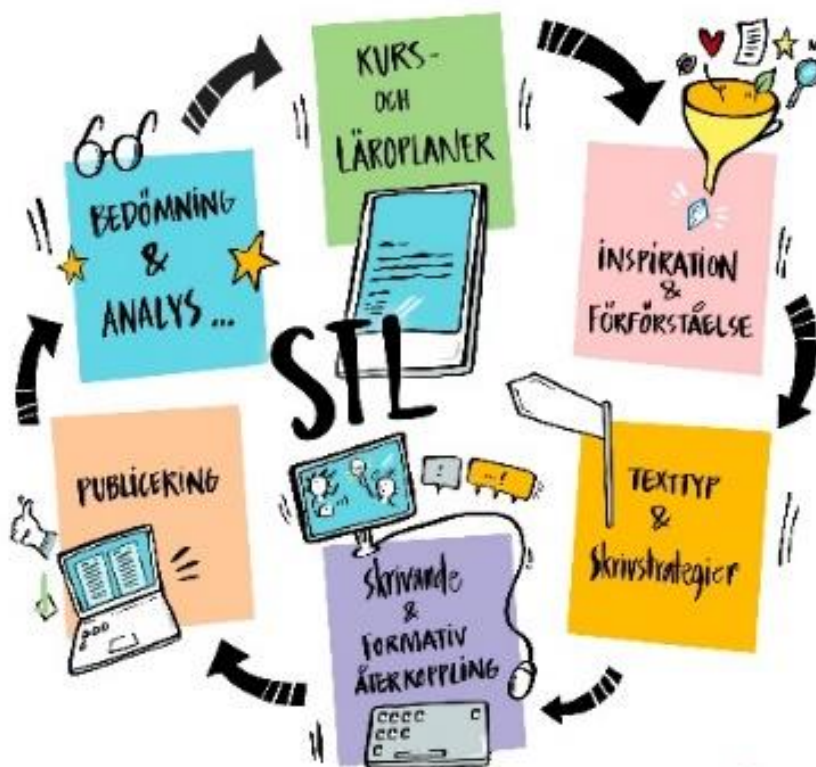 KURS-
OCH
LÄROPLANER
INSPIRATION
&
FÖRFÖRSTÅELSE
TEXTTYP
&
Skrivstrategier
Skrivande
&
FORMATIV
ÅTERKOPPLING
PUBLICERING
BEDÖMNING
&
ANALYS ...
STL
!
...!